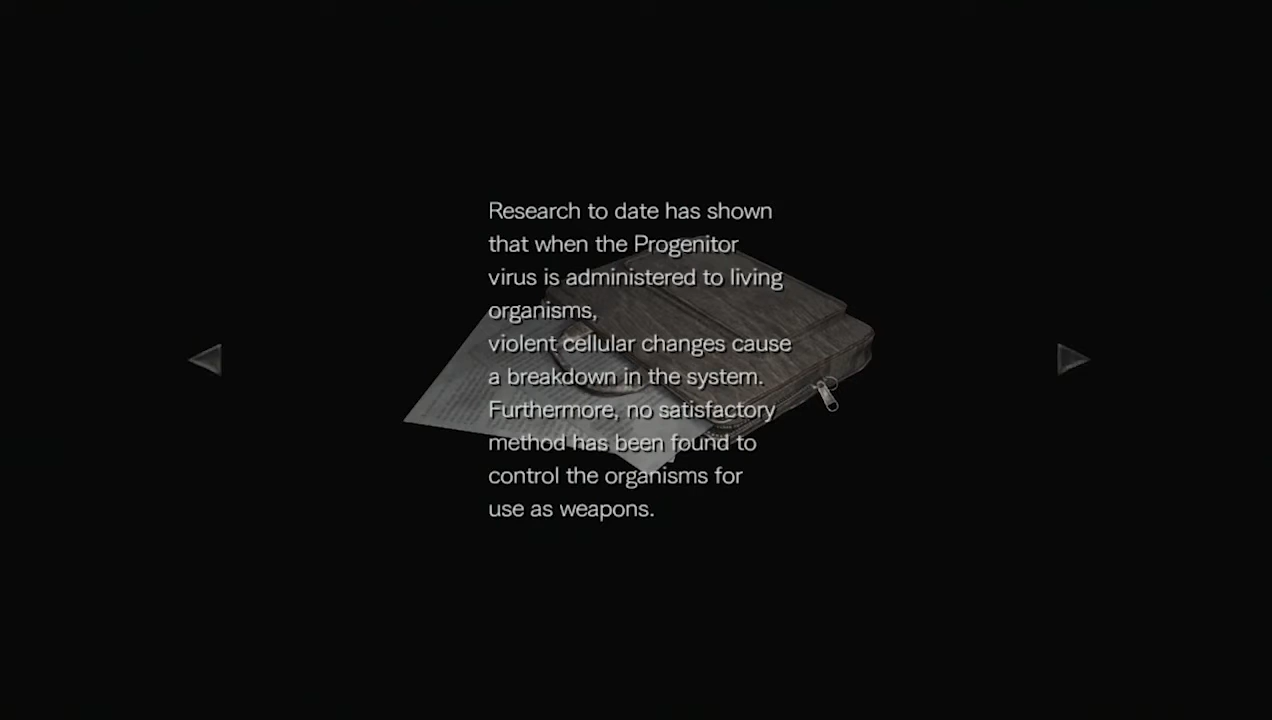 Research to date has shown
that when the Progenitor
virus is administered to living
organisms,
violent cellular changes cause
a breakdown in the system.
Furthermore, no satisfactory
method has been found to
control the organisms for
use as weapons.